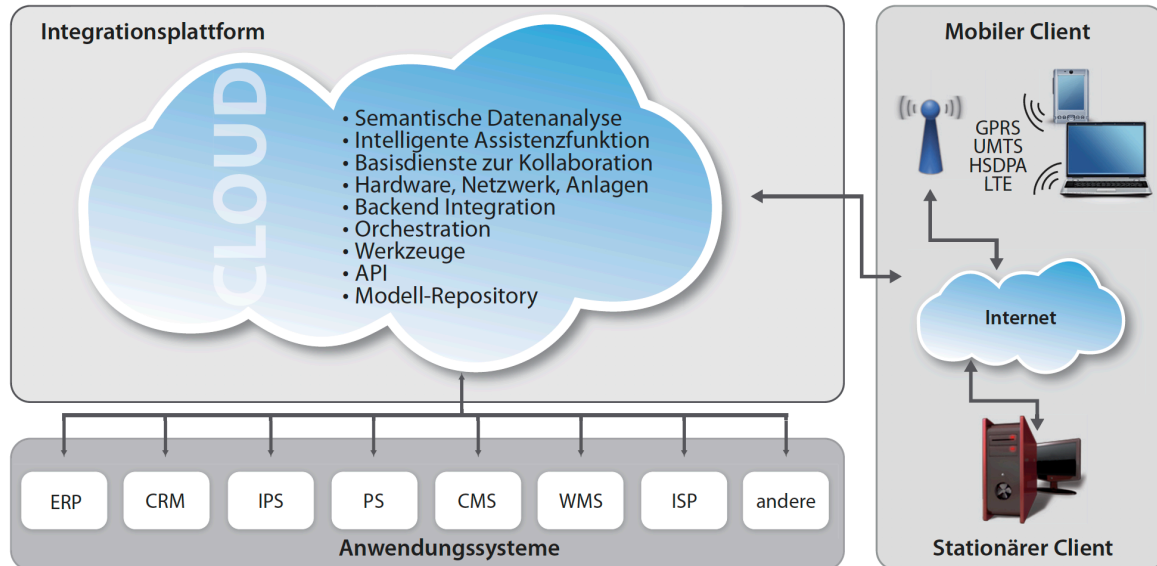 Integrationsplattform
CLOUD
• Semantische Datenanalyse
• Intelligente Assistenzfunktion
• Basisdienste zur Kollaboration
• Hardware, Netzwerk, Anlagen
• Backend Integration
• Orchestration
• Werkzeuge
• API
• Modell-Repository
ERP
CRM
IPS
PS
CMS
WMS
ISP
andere
Anwendungssysteme
Mobiler Client
GPRS
UMTS
HSDPA
LTE
Internet
Stationärer Client